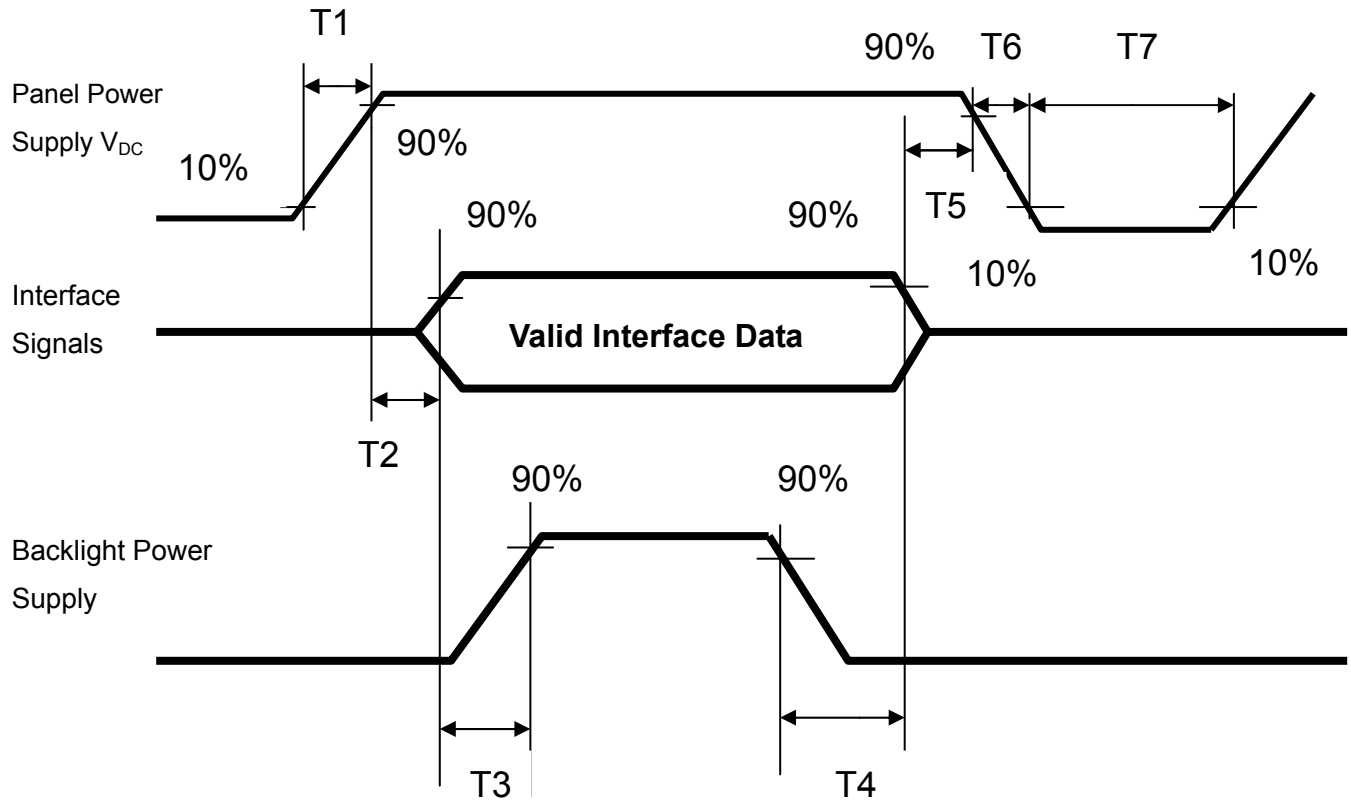 T1
90%
T6
T7
Panel Power
Supply VDC
90%
10%
T5
90%
90%
10%
10%
Interface
Signals
Valid Interface Data
T2
90%
90%
Backlight Power
Supply
T3
T4